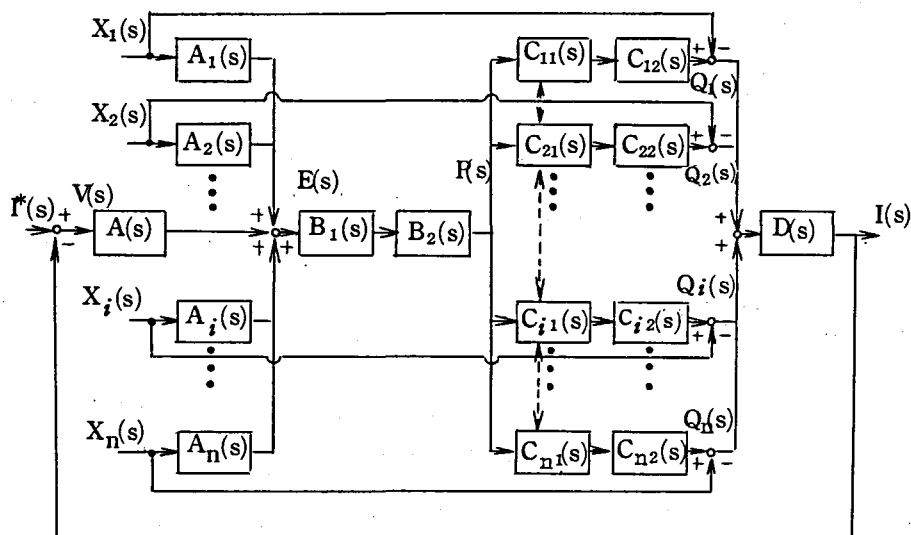 X1(s)
A1(s)
C11(s)
C12(s)
+
−
Q1(s)
X2(s)
A2(s)
C21(s)
C22(s)
+
−
Q2(s)
E(s)
P(s)
I*(s)
+
−
V(s)
A(s)
+
+
+
+
B1(s)
B2(s)
+
+
D(s)
I(s)
Xi(s)
Ai(s)
Ci1(s)
Ci2(s)
+
−
Qi(s)
Xn(s)
An(s)
Cn1(s)
Cn2(s)
+
−
Qn(s)